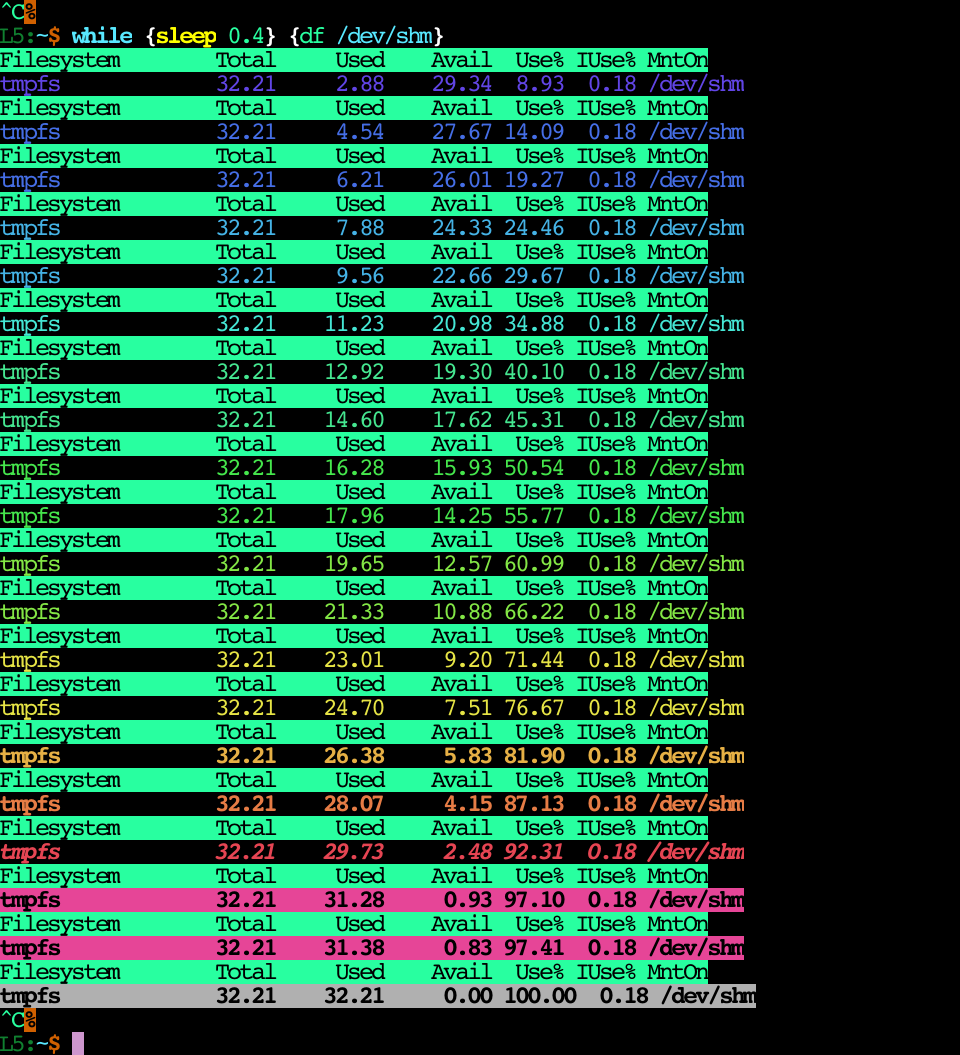 ^C%
L5:~$ while {sleep 0.4} {df /dev/shm}
Filesystem        Total     Used    Avail  Use% IUse% MntOn
tmpfs             32.21     2.88    29.34  8.93  0.18 /dev/shm
Filesystem        Total     Used    Avail  Use% IUse% MntOn
tmpfs             32.21     4.54    27.67 14.09  0.18 /dev/shm
Filesystem        Total     Used    Avail  Use% IUse% MntOn
tmpfs             32.21     6.21    26.01 19.27  0.18 /dev/shm
Filesystem        Total     Used    Avail  Use% IUse% MntOn
tmpfs             32.21     7.88    24.33 24.46  0.18 /dev/shm
Filesystem        Total     Used    Avail  Use% IUse% MntOn
tmpfs             32.21     9.56    22.66 29.67  0.18 /dev/shm
Filesystem        Total     Used    Avail  Use% IUse% MntOn
tmpfs             32.21    11.23    20.98 34.88  0.18 /dev/shm
Filesystem        Total     Used    Avail  Use% IUse% MntOn
tmpfs             32.21    12.92    19.30 40.10  0.18 /dev/shm
Filesystem        Total     Used    Avail  Use% IUse% MntOn
tmpfs             32.21    14.60    17.62 45.31  0.18 /dev/shm
Filesystem        Total     Used    Avail  Use% IUse% MntOn
tmpfs             32.21    16.28    15.93 50.54  0.18 /dev/shm
Filesystem        Total     Used    Avail  Use% IUse% MntOn
tmpfs             32.21    17.96    14.25 55.77  0.18 /dev/shm
Filesystem        Total     Used    Avail  Use% IUse% MntOn
tmpfs             32.21    19.65    12.57 60.99  0.18 /dev/shm
Filesystem        Total     Used    Avail  Use% IUse% MntOn
tmpfs             32.21    21.33    10.88 66.22  0.18 /dev/shm
Filesystem        Total     Used    Avail  Use% IUse% MntOn
tmpfs             32.21    23.01     9.20 71.44  0.18 /dev/shm
Filesystem        Total     Used    Avail  Use% IUse% MntOn
tmpfs             32.21    24.70     7.51 76.67  0.18 /dev/shm
Filesystem        Total     Used    Avail  Use% IUse% MntOn
tmpfs             32.21    26.38     5.83 81.90  0.18 /dev/shm
Filesystem        Total     Used    Avail  Use% IUse% MntOn
tmpfs             32.21    28.07     4.15 87.13  0.18 /dev/shm
Filesystem        Total     Used    Avail  Use% IUse% MntOn
tmpfs             32.21    29.73     2.48 92.31  0.18 /dev/shm
Filesystem        Total     Used    Avail  Use% IUse% MntOn
tmpfs             32.21    31.28     0.93 97.10  0.18 /dev/shm
Filesystem        Total     Used    Avail  Use% IUse% MntOn
tmpfs             32.21    31.38     0.83 97.41  0.18 /dev/shm
Filesystem        Total     Used    Avail  Use% IUse% MntOn
tmpfs             32.21    32.21     0.00 100.00  0.18 /dev/shm
^C%
L5:~$